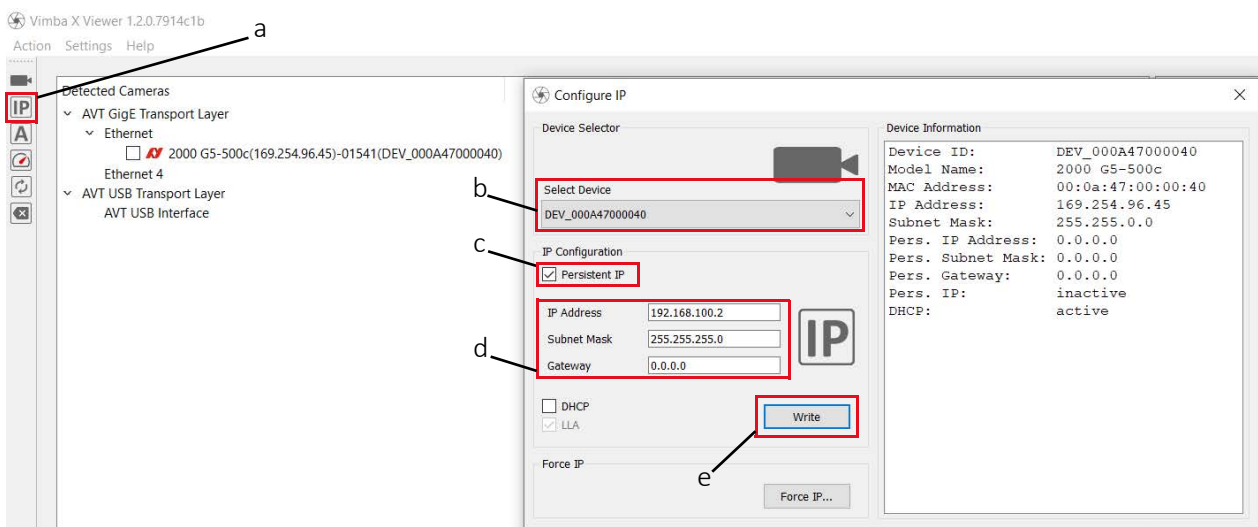 Vimba X Viewer 1.2.0.7914c1b
a
Action Settings Help
IP
A
Detected Cameras
AVT GigE Transport Layer
Ethernet
2000 G5-500c(169.254.96.45)-01541(DEV_000A47000040)
Ethernet 4
AVT USB Transport Layer
AVT USB Interface
Configure IP
Device Selector
b
Select Device
DEV_000A47000040
c
IP Configuration
Persistent IP
d
IP Address 192.168.100.2
Subnet Mask 255.255.255.0
Gateway 0.0.0.0
IP
DHCP
LLA
Write
e
Force IP
Force IP...
Device Information
Device ID: DEV_000A47000040
Model Name: 2000 G5-500c
MAC Address: 00:0a:47:00:00:40
IP Address: 169.254.96.45
Subnet Mask: 255.255.0.0
Pers. IP Address: 0.0.0.0
Pers. Subnet Mask: 0.0.0.0
Pers. Gateway: 0.0.0.0
Pers. IP: inactive
DHCP: active